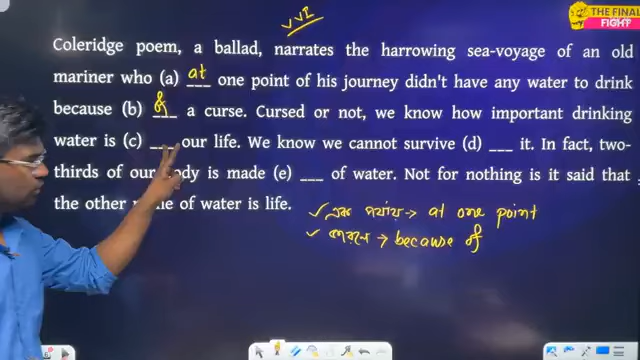 THE FINAL
FIGHT
VVI
Coleridge poem, a ballad, narrates the harrowing sea-voyage of an old
mariner who (a) at one point of his journey didn't have any water to drink
because (b) of a curse. Cursed or not, we know how important drinking
water is (c) ___ our life. We know we cannot survive (d) ___ it. In fact, two-
thirds of our body is made (e) ___ of water. Not for nothing is it said that
the other of water is life.
✓ এক পর্যায়ে → at one point
✓ কারণে → because of